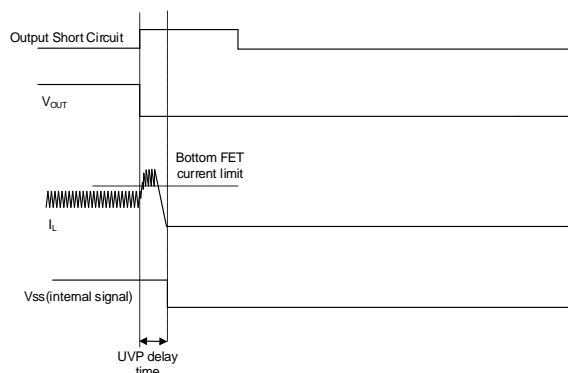 Output Short Circuit
VOUT
Bottom FET
current limit
IL
Vss(internal signal)
UVP delay
time